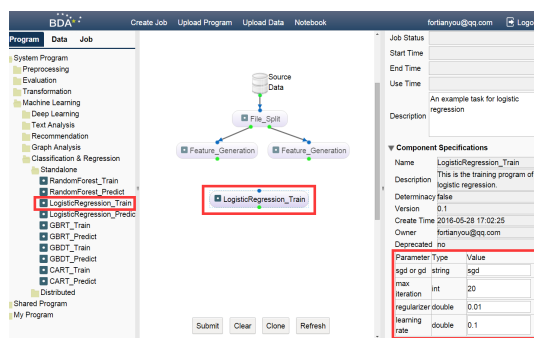 BDA
Create Job
Upload Program
Upload Data
Notebook
fortianyou@qq.com
Logo
Program
Data
Job
System Program
Preprocessing
Evaluation
Transformation
Machine Learning
Deep Learning
Text Analysis
Recommendation
Graph Analysis
Classification & Regression
Standalone
RandomForest_Train
RandomForest_Predict
LogisticRegression_Train
LogisticRegression_Predic
GBRT_Train
GBRT_Predict
GBDT_Train
GBDT_Predict
CART_Train
CART_Predict
Distributed
Shared Program
My Program
Source
Data
File_Split
Feature_Generation
Feature_Generation
LogisticRegression_Train
Submit
Clear
Clone
Refresh
Job Status
Start Time
End Time
Use Time
Description
An example task for logistic
regression
Component Specifications
Name
LogisticRegression_Train
Description
This is the training program of
logistic regression.
Determinacy false
Version 0.1
Create Time 2016-05-28 17:02:25
Owner fortianyou@qq.com
Deprecated no
Parameter Type Value
sgd or gd string sgd
max
iteration
int 20
regularizer double 0.01
learning
rate
double 0.1